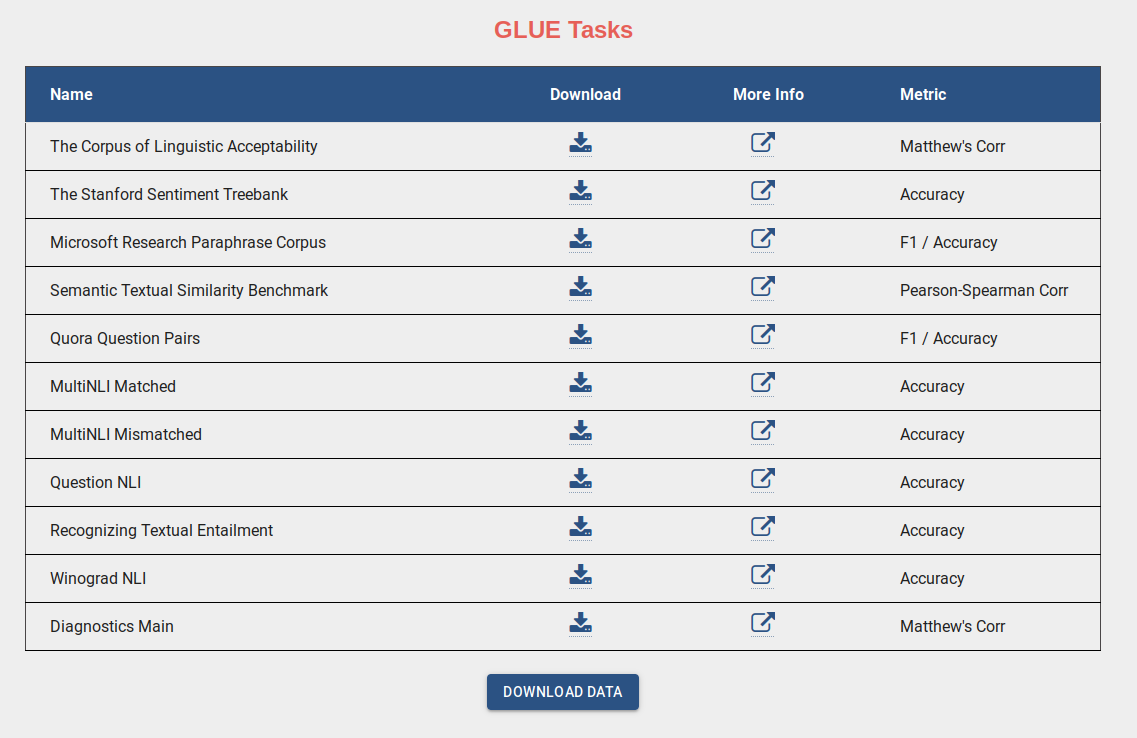 GLUE Tasks
Name Download More Info Metric
The Corpus of Linguistic Acceptability Matthew's Corr
The Stanford Sentiment Treebank Accuracy
Microsoft Research Paraphrase Corpus F1 / Accuracy
Semantic Textual Similarity Benchmark Pearson-Spearman Corr
Quora Question Pairs F1 / Accuracy
MultiNLI Matched Accuracy
MultiNLI Mismatched Accuracy
Question NLI Accuracy
Recognizing Textual Entailment Accuracy
Winograd NLI Accuracy
Diagnostics Main Matthew's Corr
DOWNLOAD DATA